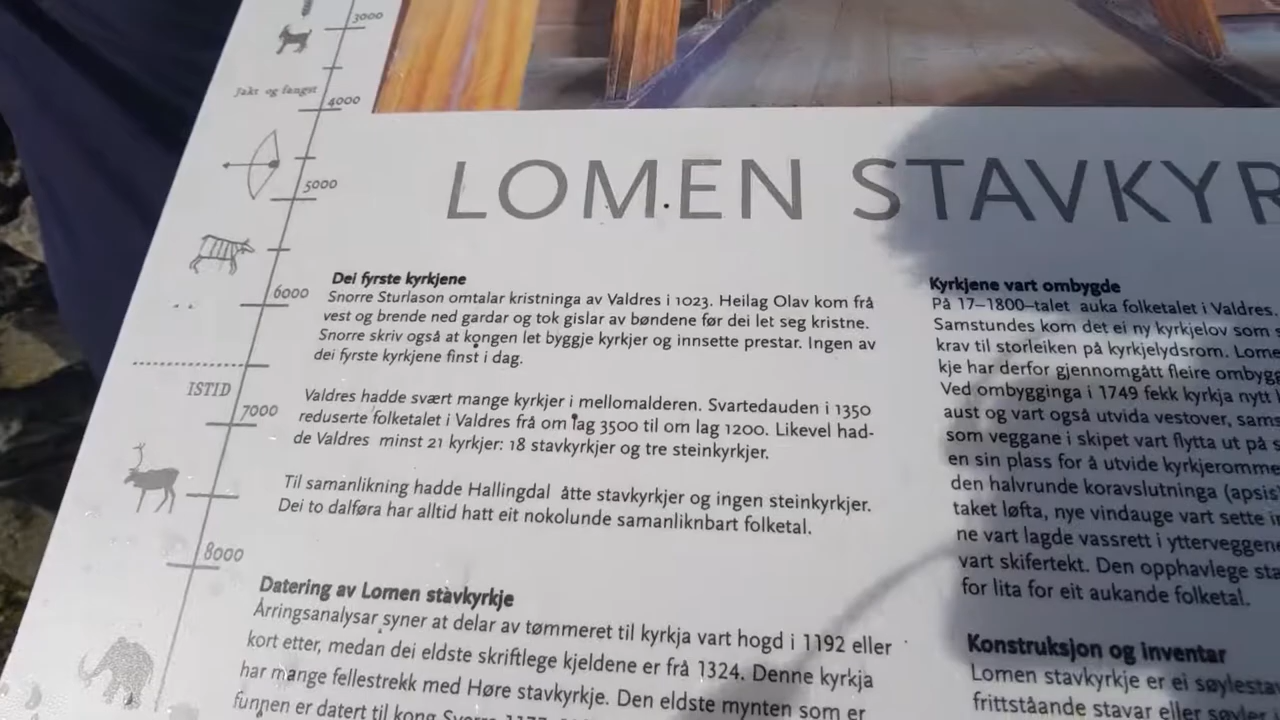 3000
Jakt og fangst
4000
5000
6000
ISTID
7000
8000
LOMEN STAVKYR
Dei fyrste kyrkjene
Snorre Sturlason omtalar kristninga av Valdres i 1023. Heilag Olav kom frå
vest og brende ned gardar og tok gislar av bøndene før dei let seg kristne.
Snorre skriv også at kongen let byggje kyrkjer og innsette prestar. Ingen av
dei fyrste kyrkjene finst i dag.
Valdres hadde svært mange kyrkjer i mellomalderen. Svartedauden i 1350
reduserte folketalet i Valdres frå om lag 3500 til om lag 1200. Likevel had-
de Valdres minst 21 kyrkjer: 18 stavkyrkjer og tre steinkyrkjer.
Til samanlikning hadde Hallingdal åtte stavkyrkjer og ingen steinkyrkjer.
Dei to dalføra har alltid hatt eit nokolunde samanliknbart folketal.
Datering av Lomen stavkyrkje
Årringsanalysar syner at delar av tømmeret til kyrkja vart hogd i 1192 eller
kort etter, medan dei eldste skriftlege kjeldene er frå 1324. Denne kyrkja
har mange fellestrekk med Høre stavkyrkje. Den eldste mynten som er
funnen er datert til kong Sverre 1177
Kyrkjene vart ombygde
På 17–1800–talet auka folketalet i Valdres.
Samstundes kom det ei ny kyrkjelov som s
krav til storleiken på kyrkjelydsrom. Lome
kje har derfor gjennomgått fleire ombygg
Ved ombygginga i 1749 fekk kyrkja nytt
aust og vart også utvida vestover, sams
som veggane i skipet vart flytta ut på s
en sin plass for å utvide kyrkjeromme
den halvrunde koravslutninga (apsis
taket løfta, nye vindauge vart sette i
ne vart lagde vassrett i ytterveggene
vart skifertekt. Den opphavlege sta
for lita for eit aukande folketal.
Konstruksjon og inventar
Lomen stavkyrkje er ei søylestav
frittståande stavar eller søyler i